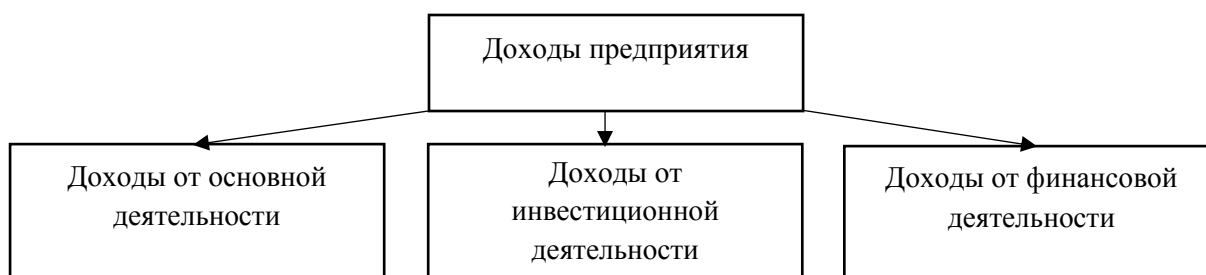 Доходы предприятия
Доходы от основной
деятельности
Доходы от
инвестиционной
деятельности
Доходы от финансовой
деятельности